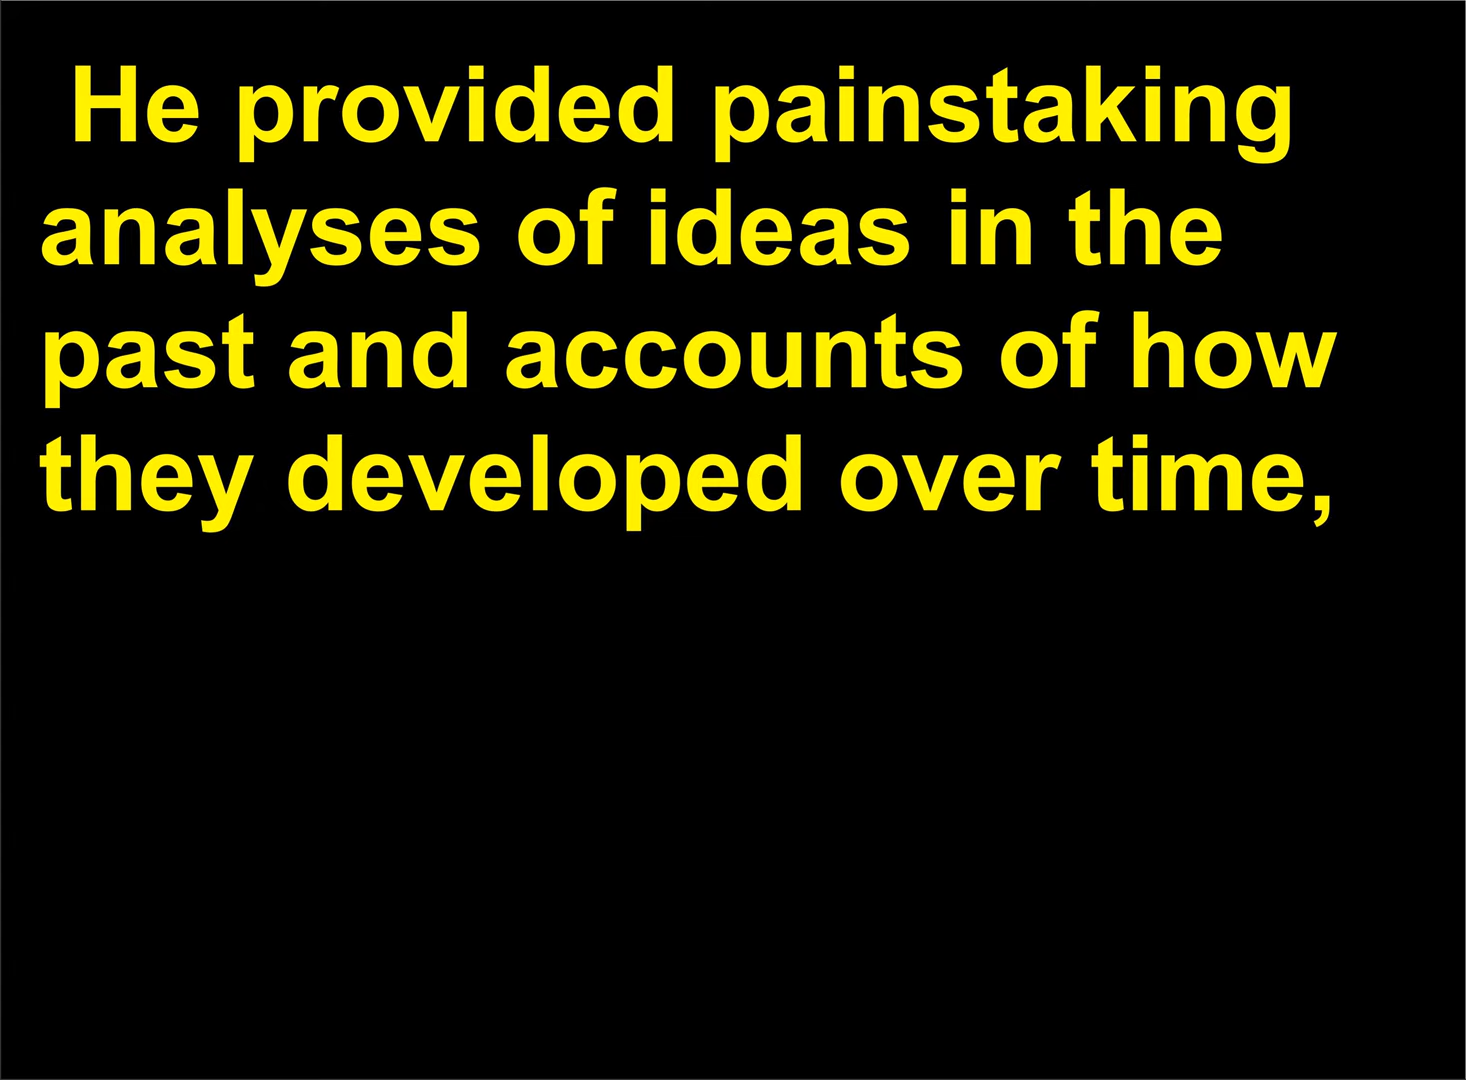 He provided painstaking
analyses of ideas in the
past and accounts of how
they developed over time,